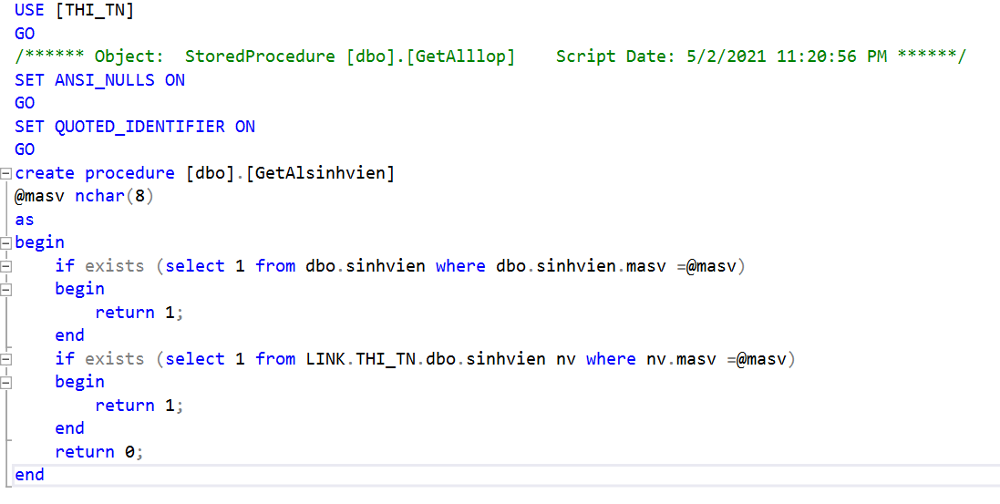 USE [THI_TN]
GO
/****** Object:  StoredProcedure [dbo].[GetAlllop]    Script Date: 5/2/2021 11:20:56 PM ******/
SET ANSI_NULLS ON
GO
SET QUOTED_IDENTIFIER ON
GO
create procedure [dbo].[GetAlsinhvien]
@masv nchar(8)
as
begin
    if exists (select 1 from dbo.sinhvien where dbo.sinhvien.masv =@masv)
    begin
        return 1;
    end
    if exists (select 1 from LINK.THI_TN.dbo.sinhvien nv where nv.masv =@masv)
    begin
        return 1;
    end
    return 0;
end